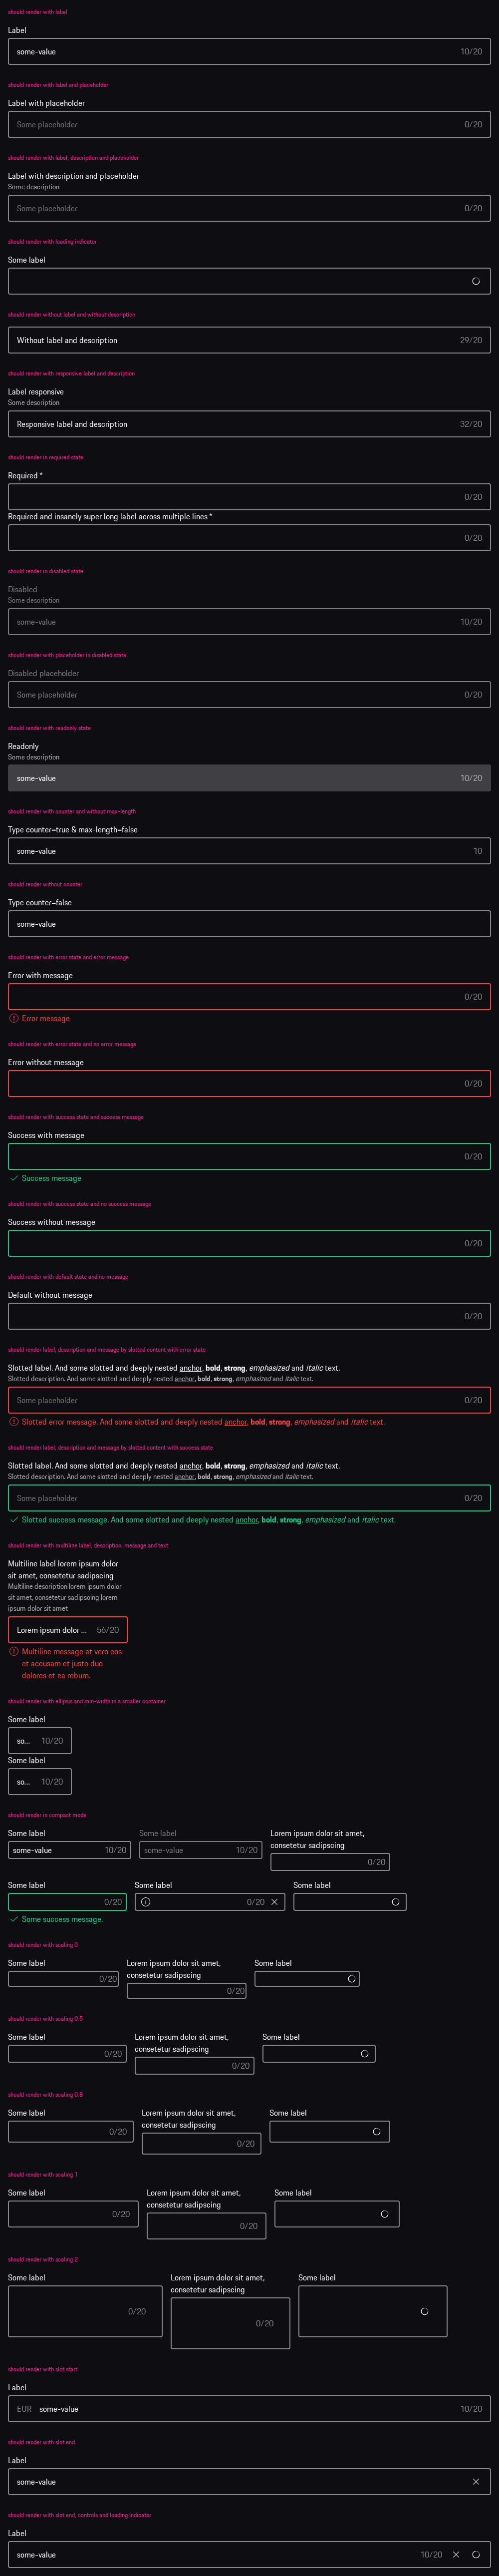 should render with label
Label
some-value 10/20
should render with label and placeholder
Label with placeholder
Some placeholder 0/20
should render with label, description and placeholder
Label with description and placeholder
Some description
Some placeholder 0/20
should render with loading indicator
Some label
should render without label and without description
Without label and description 29/20
should render with responsive label and description
Label responsive
Some description
Responsive label and description 32/20
should render in required state
Required *
0/20
Required and insanely super long label across multiple lines *
0/20
should render in disabled state
Disabled
Some description
some-value 10/20
should render with placeholder in disabled state
Disabled placeholder
Some placeholder 0/20
should render with readonly state
Readonly
Some description
some-value 10/20
should render with counter and without max-length
Type counter=true & max-length=false
some-value 10
should render without counter
Type counter=false
some-value
should render with error state and error message
Error with message
0/20
Error message
should render with error state and no error message
Error without message
0/20
should render with success state and success message
Success with message
0/20
Success message
should render with success state and no success message
Success without message
0/20
should render with default state and no message
Default without message
0/20
should render label, description and message by slotted content with error state
Slotted label. And some slotted and deeply nested anchor, bold, strong, emphasized and italic text.
Slotted description. And some slotted and deeply nested anchor, bold, strong, emphasized and italic text.
Some placeholder 0/20
Slotted error message. And some slotted and deeply nested anchor, bold, strong, emphasized and italic text.
should render label, description and message by slotted content with success state
Slotted label. And some slotted and deeply nested anchor, bold, strong, emphasized and italic text.
Slotted description. And some slotted and deeply nested anchor, bold, strong, emphasized and italic text.
Some placeholder 0/20
Slotted success message. And some slotted and deeply nested anchor, bold, strong, emphasized and italic text.
should render with multiline label, description, message and text
Multiline label lorem ipsum dolor
sit amet, consetetur sadipscing
Multiline description lorem ipsum dolor
sit amet, consetetur sadipscing lorem
ipsum dolor sit amet
Lorem ipsum dolor ... 56/20
Multiline message at vero eos
et accusam et justo duo
dolores et ea rebum.
should render with ellipsis and min-width in a smaller container
Some label
so... 10/20
Some label
so... 10/20
should render in compact mode
Some label Some label Lorem ipsum dolor sit amet,
consetetur sadipscing
some-value 10/20 some-value 10/20
0/20
Some label Some label Some label
0/20 0/20
Some success message.
should render with scaling 0
Some label Lorem ipsum dolor sit amet, Some label
consetetur sadipscing
0/20
0/20
should render with scaling 0.5
Some label Lorem ipsum dolor sit amet, Some label
consetetur sadipscing
0/20
0/20
should render with scaling 0.8
Some label Lorem ipsum dolor sit amet, Some label
consetetur sadipscing
0/20
0/20
should render with scaling 1
Some label Lorem ipsum dolor sit amet, Some label
consetetur sadipscing
0/20
0/20
should render with scaling 2
Some label Lorem ipsum dolor sit amet, Some label
consetetur sadipscing
0/20
0/20
should render with slot start
Label
EUR some-value 10/20
should render with slot end
Label
some-value
should render with slot end, controls and loading indicator
Label
some-value 10/20